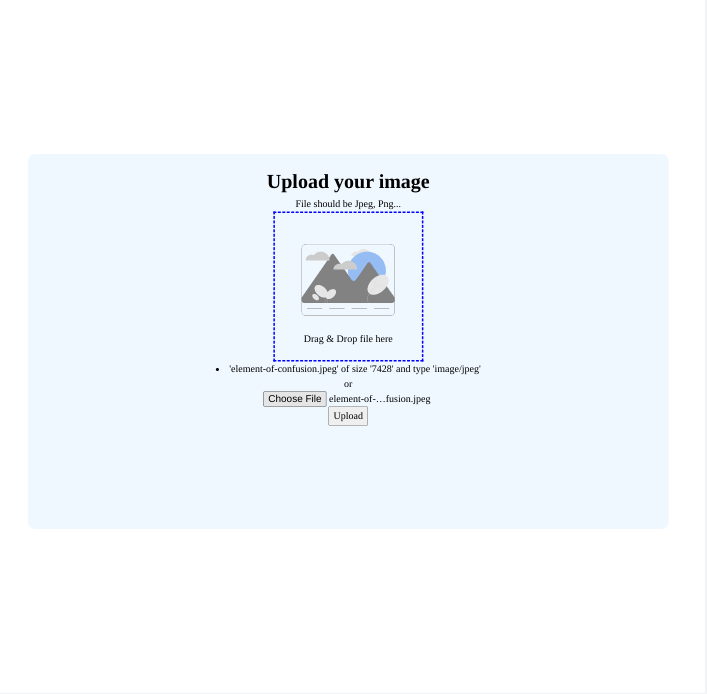 Upload your image
File should be Jpeg, Png...
Drag & Drop file here
• 'element-of-confusion.jpeg' of size '7428' and type 'image/jpeg'
or
Choose File element-of-…fusion.jpeg
Upload